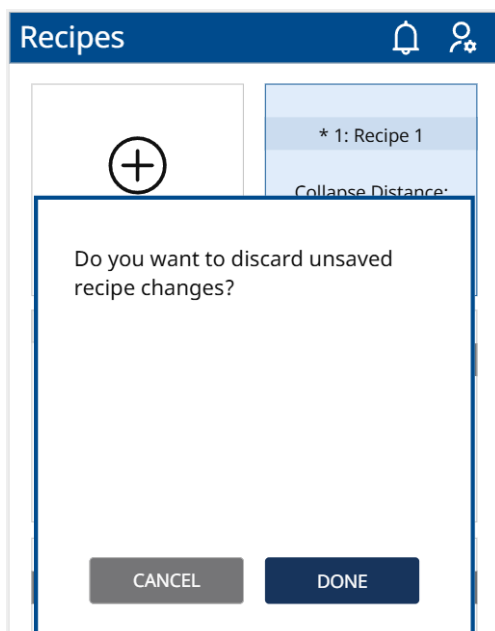 Recipes
* 1: Recipe 1
Collapse Distance:
Do you want to discard unsaved
recipe changes?
CANCEL
DONE